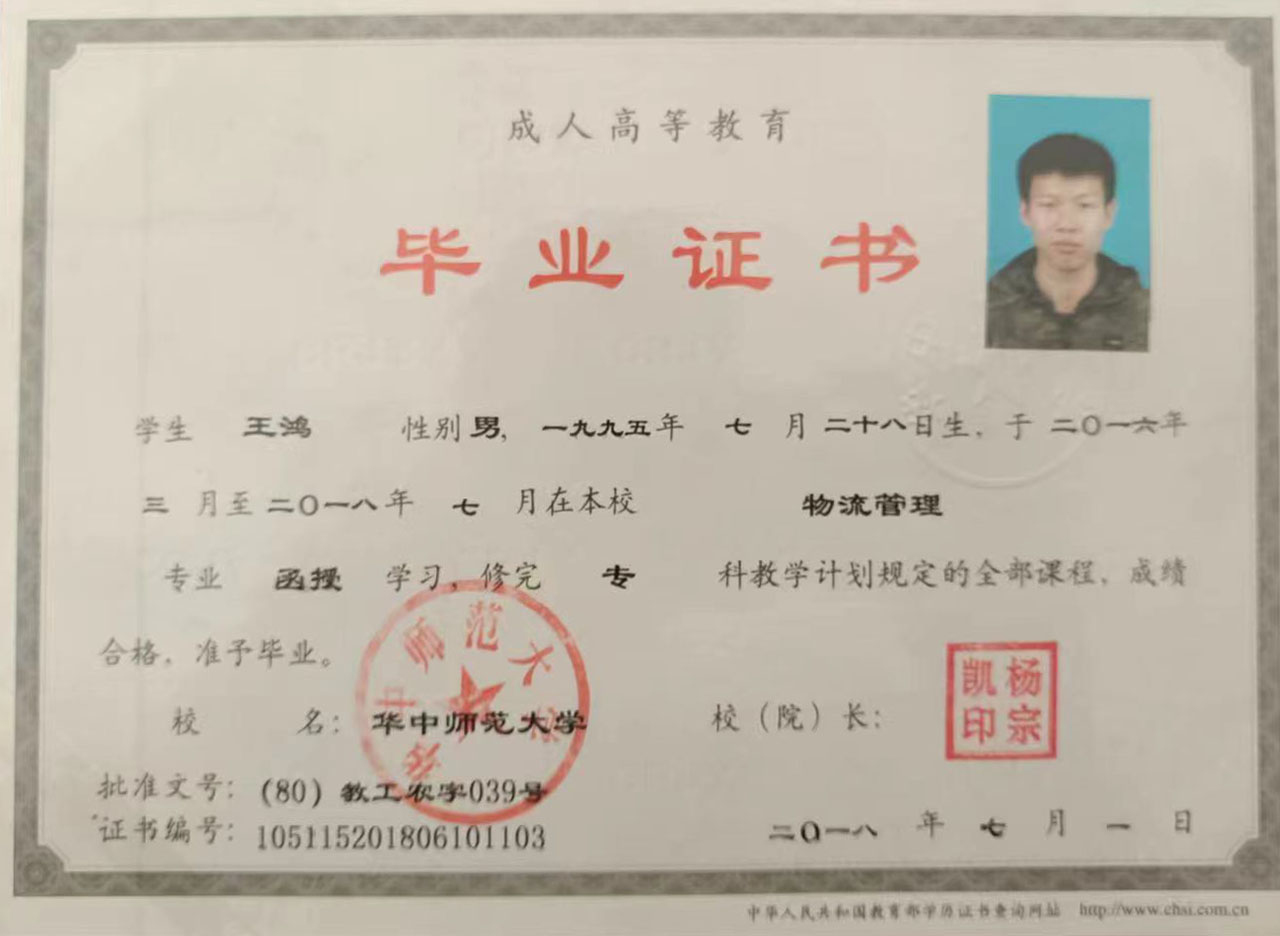 成人高等教育
毕业证书
学生 王鸿 性别 男, 一九九五年 七 月 二十八日生, 于 二〇一六年
三 月至 二〇一八年 七 月在本校 物流管理
专业 函授 学习, 修完 专 科教学计划规定的全部课程, 成绩
合格, 准予毕业。
校 名: 华中师范大学 校（院）长:
杨宗凯印
华中师范大学
批准文号: (80) 教工农字039号
证书编号: 105115201806101103
二〇一八 年 七 月 一 日
中华人民共和国教育部学历证书查询网址 http://www.chsi.com.cn